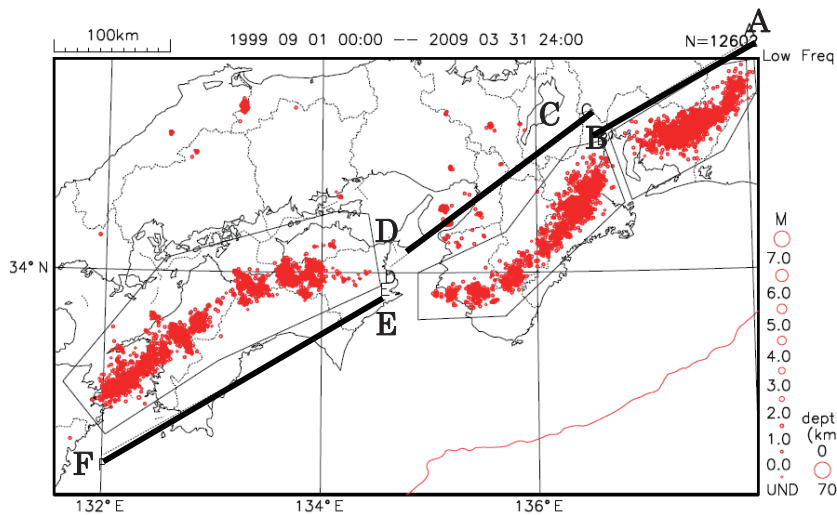 A
100km
1999 09 01 00:00 -- 2009 03 31 24:00
N=12602
Low Freq
C
B
D
E
F
34°N
132°E
134°E
136°E
M
7.0
6.0
5.0
4.0
3.0
2.0
1.0
0.0
UND
dept
(km
0
70